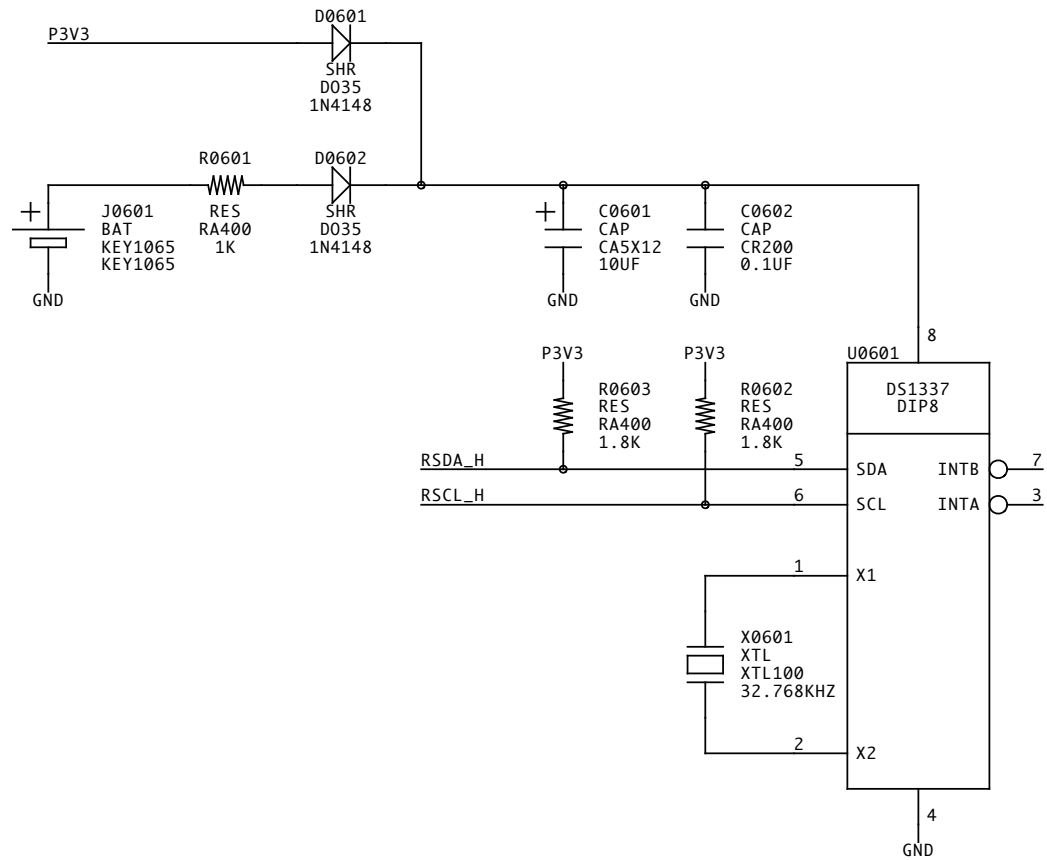 D0601
P3V3
SHR
DO35
1N4148
R0601
D0602
RES
RA400
1K
SHR
DO35
1N4148
+
J0601
BAT
KEY1065
KEY1065
GND
+
C0601
CAP
CA5X12
10UF
GND
C0602
CAP
CR200
0.1UF
GND
8
U0601
DS1337
DIP8
P3V3
R0603
RES
RA400
1.8K
P3V3
R0602
RES
RA400
1.8K
RSDA_H
5
SDA
INTB
7
RSCL_H
6
SCL
INTA
3
1
X1
X0601
XTL
XTL100
32.768KHZ
2
X2
4
GND